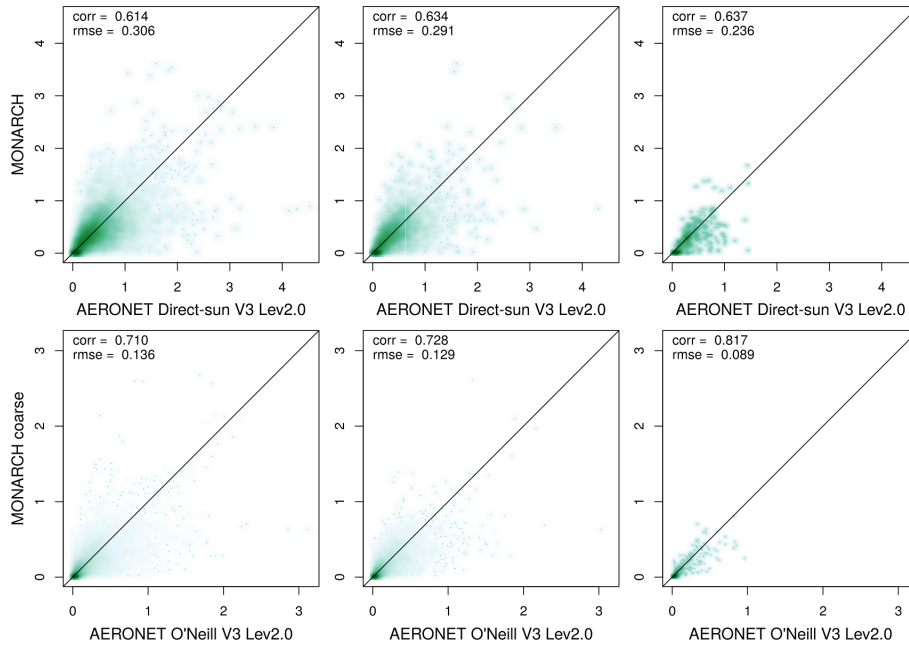 corr = 0.614
rmse = 0.306
MONARCH
0 1 2 3 4
0 1 2 3 4
AERONET Direct-sun V3 Lev2.0
corr = 0.634
rmse = 0.291
0 1 2 3 4
0 1 2 3 4
AERONET Direct-sun V3 Lev2.0
corr = 0.637
rmse = 0.236
0 1 2 3 4
0 1 2 3 4
AERONET Direct-sun V3 Lev2.0
corr = 0.710
rmse = 0.136
MONARCH coarse
0 1 2 3
0 1 2 3
AERONET O'Neill V3 Lev2.0
corr = 0.728
rmse = 0.129
0 1 2 3
0 1 2 3
AERONET O'Neill V3 Lev2.0
corr = 0.817
rmse = 0.089
0 1 2 3
0 1 2 3
AERONET O'Neill V3 Lev2.0